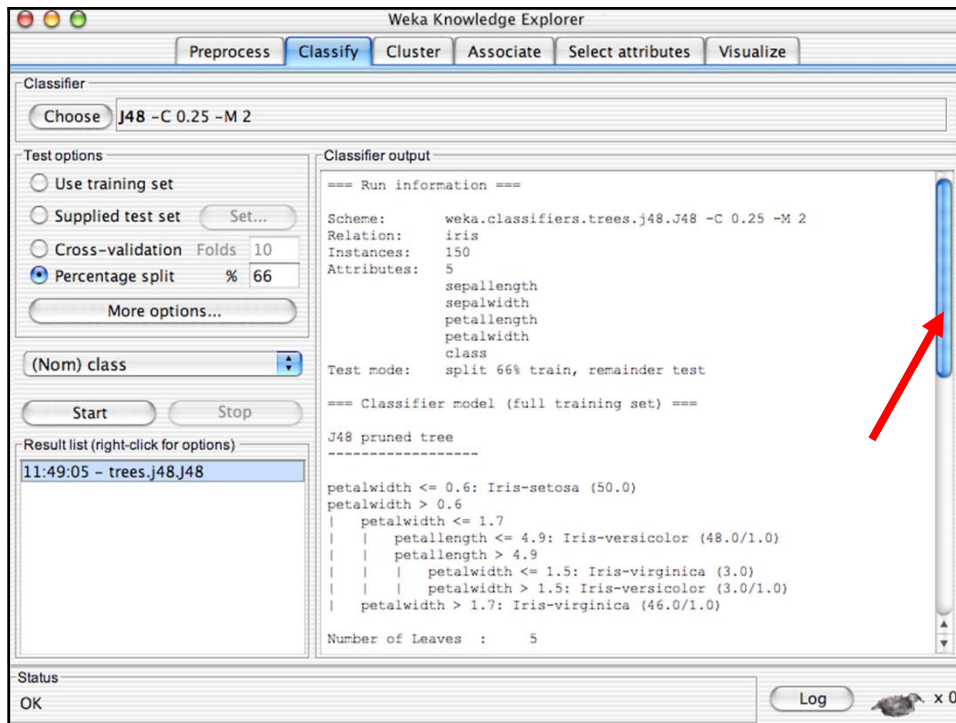 Weka Knowledge Explorer
Preprocess Classify Cluster Associate Select attributes Visualize
Classifier
Choose J48 -C 0.25 -M 2
Test options
Use training set
Supplied test set Set...
Cross-validation Folds 10
Percentage split % 66
More options...
(Nom) class
Start Stop
Result list (right-click for options)
11:49:05 - trees.j48.J48
Classifier output
=== Run information ===
Scheme: weka.classifiers.trees.j48.J48 -C 0.25 -M 2
Relation: iris
Instances: 150
Attributes: 5
sepallength
sepalwidth
petallength
petalwidth
class
Test mode: split 66% train, remainder test
=== Classifier model (full training set) ===
J48 pruned tree
------------------
petalwidth <= 0.6: Iris-setosa (50.0)
petalwidth > 0.6
| petalwidth <= 1.7
| | petallength <= 4.9: Iris-versicolor (48.0/1.0)
| | petallength > 4.9
| | | petalwidth <= 1.5: Iris-virginica (3.0)
| | | petalwidth > 1.5: Iris-versicolor (3.0/1.0)
| petalwidth > 1.7: Iris-virginica (46.0/1.0)
Number of Leaves : 5
Status
OK
Log x 0